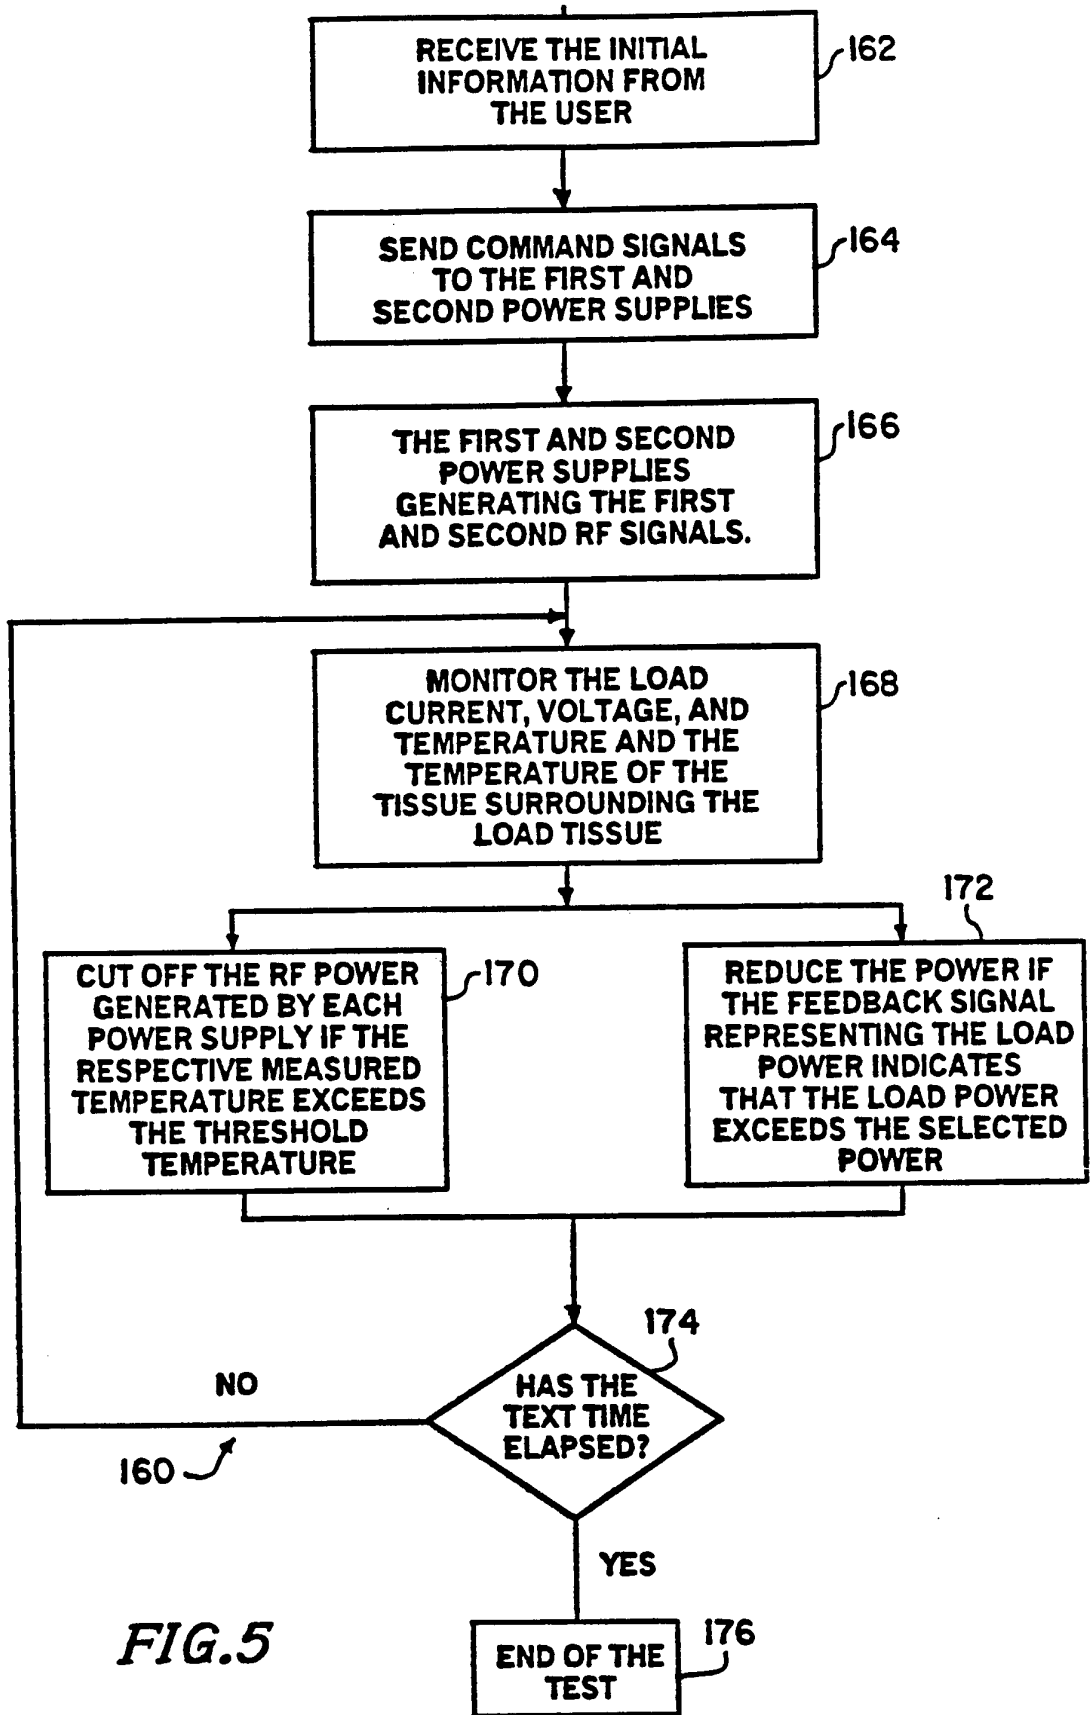 RECEIVE THE INITIAL
INFORMATION FROM
THE USER
162
SEND COMMAND SIGNALS
TO THE FIRST AND
SECOND POWER SUPPLIES
164
THE FIRST AND SECOND
POWER SUPPLIES
GENERATING THE FIRST
AND SECOND RF SIGNALS.
166
MONITOR THE LOAD
CURRENT, VOLTAGE, AND
TEMPERATURE AND THE
TEMPERATURE OF THE
TISSUE SURROUNDING THE
LOAD TISSUE
168
CUT OFF THE RF POWER
GENERATED BY EACH
POWER SUPPLY IF THE
RESPECTIVE MEASURED
TEMPERATURE EXCEEDS
THE THRESHOLD
TEMPERATURE
170
172
REDUCE THE POWER IF
THE FEEDBACK SIGNAL
REPRESENTING THE LOAD
POWER INDICATES
THAT THE LOAD POWER
EXCEEDS THE SELECTED
POWER
174
HAS THE
TEXT TIME
ELAPSED?
NO
160
YES
END OF THE
TEST
176
FIG.5